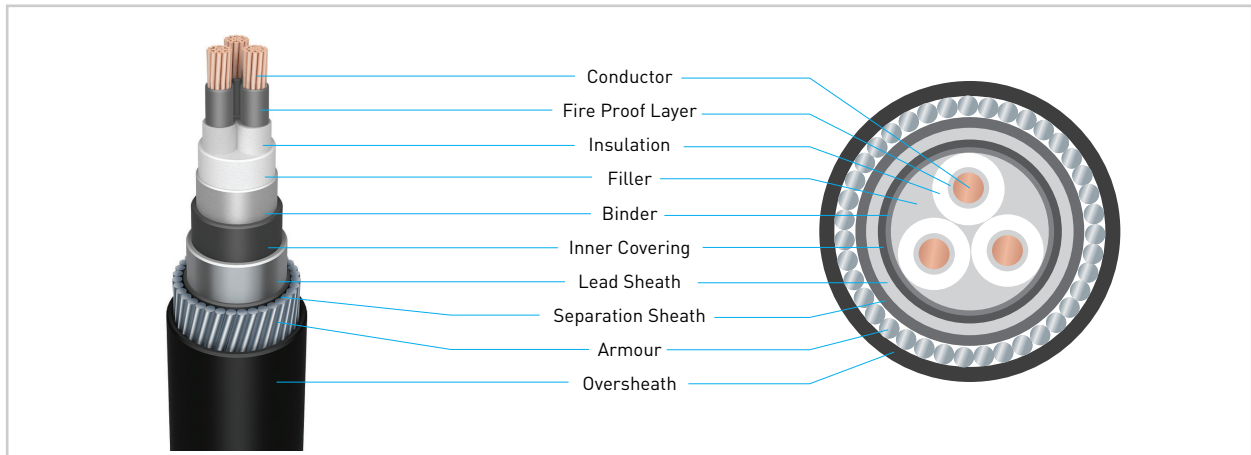 Conductor
Fire Proof Layer
Insulation
Filler
Binder
Inner Covering
Lead Sheath
Separation Sheath
Armour
Oversheath